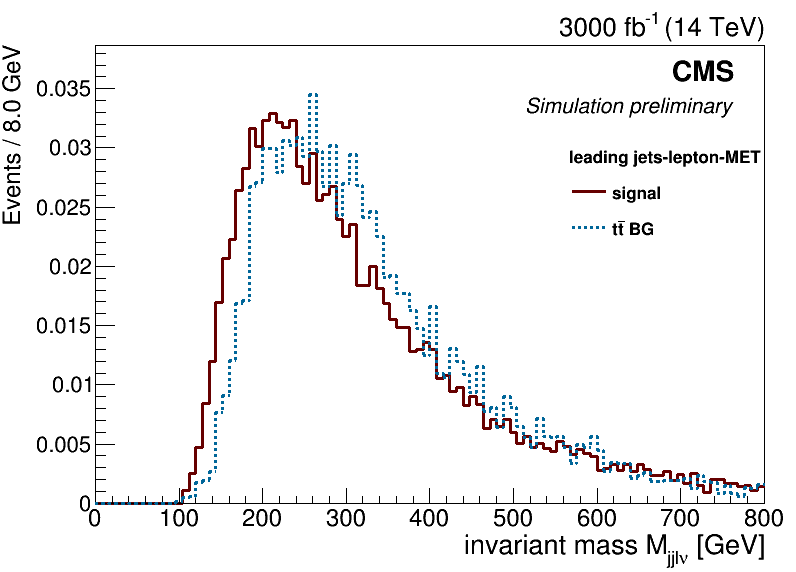 3000 fb-1 (14 TeV)
Events / 8.0 GeV
CMS
Simulation preliminary
leading jets-lepton-MET
signal
tt̄ BG
0.035
0.03
0.025
0.02
0.015
0.01
0.005
0
0 100 200 300 400 500 600 700 800
invariant mass Mjjlν [GeV]